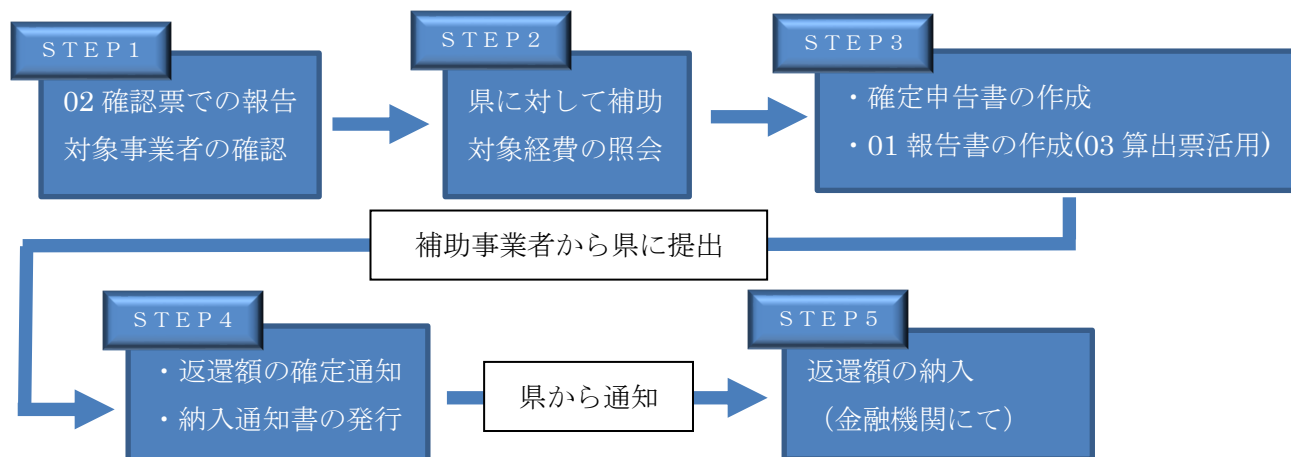 ＳＴＥＰ１
02 確認票での報告
対象事業者の確認
ＳＴＥＰ２
県に対して補助
対象経費の照会
ＳＴＥＰ３
・確定申告書の作成
・01 報告書の作成(03 算出票活用)
補助事業者から県に提出
ＳＴＥＰ４
・返還額の確定通知
・納入通知書の発行
県から通知
ＳＴＥＰ５
返還額の納入
（金融機関にて）